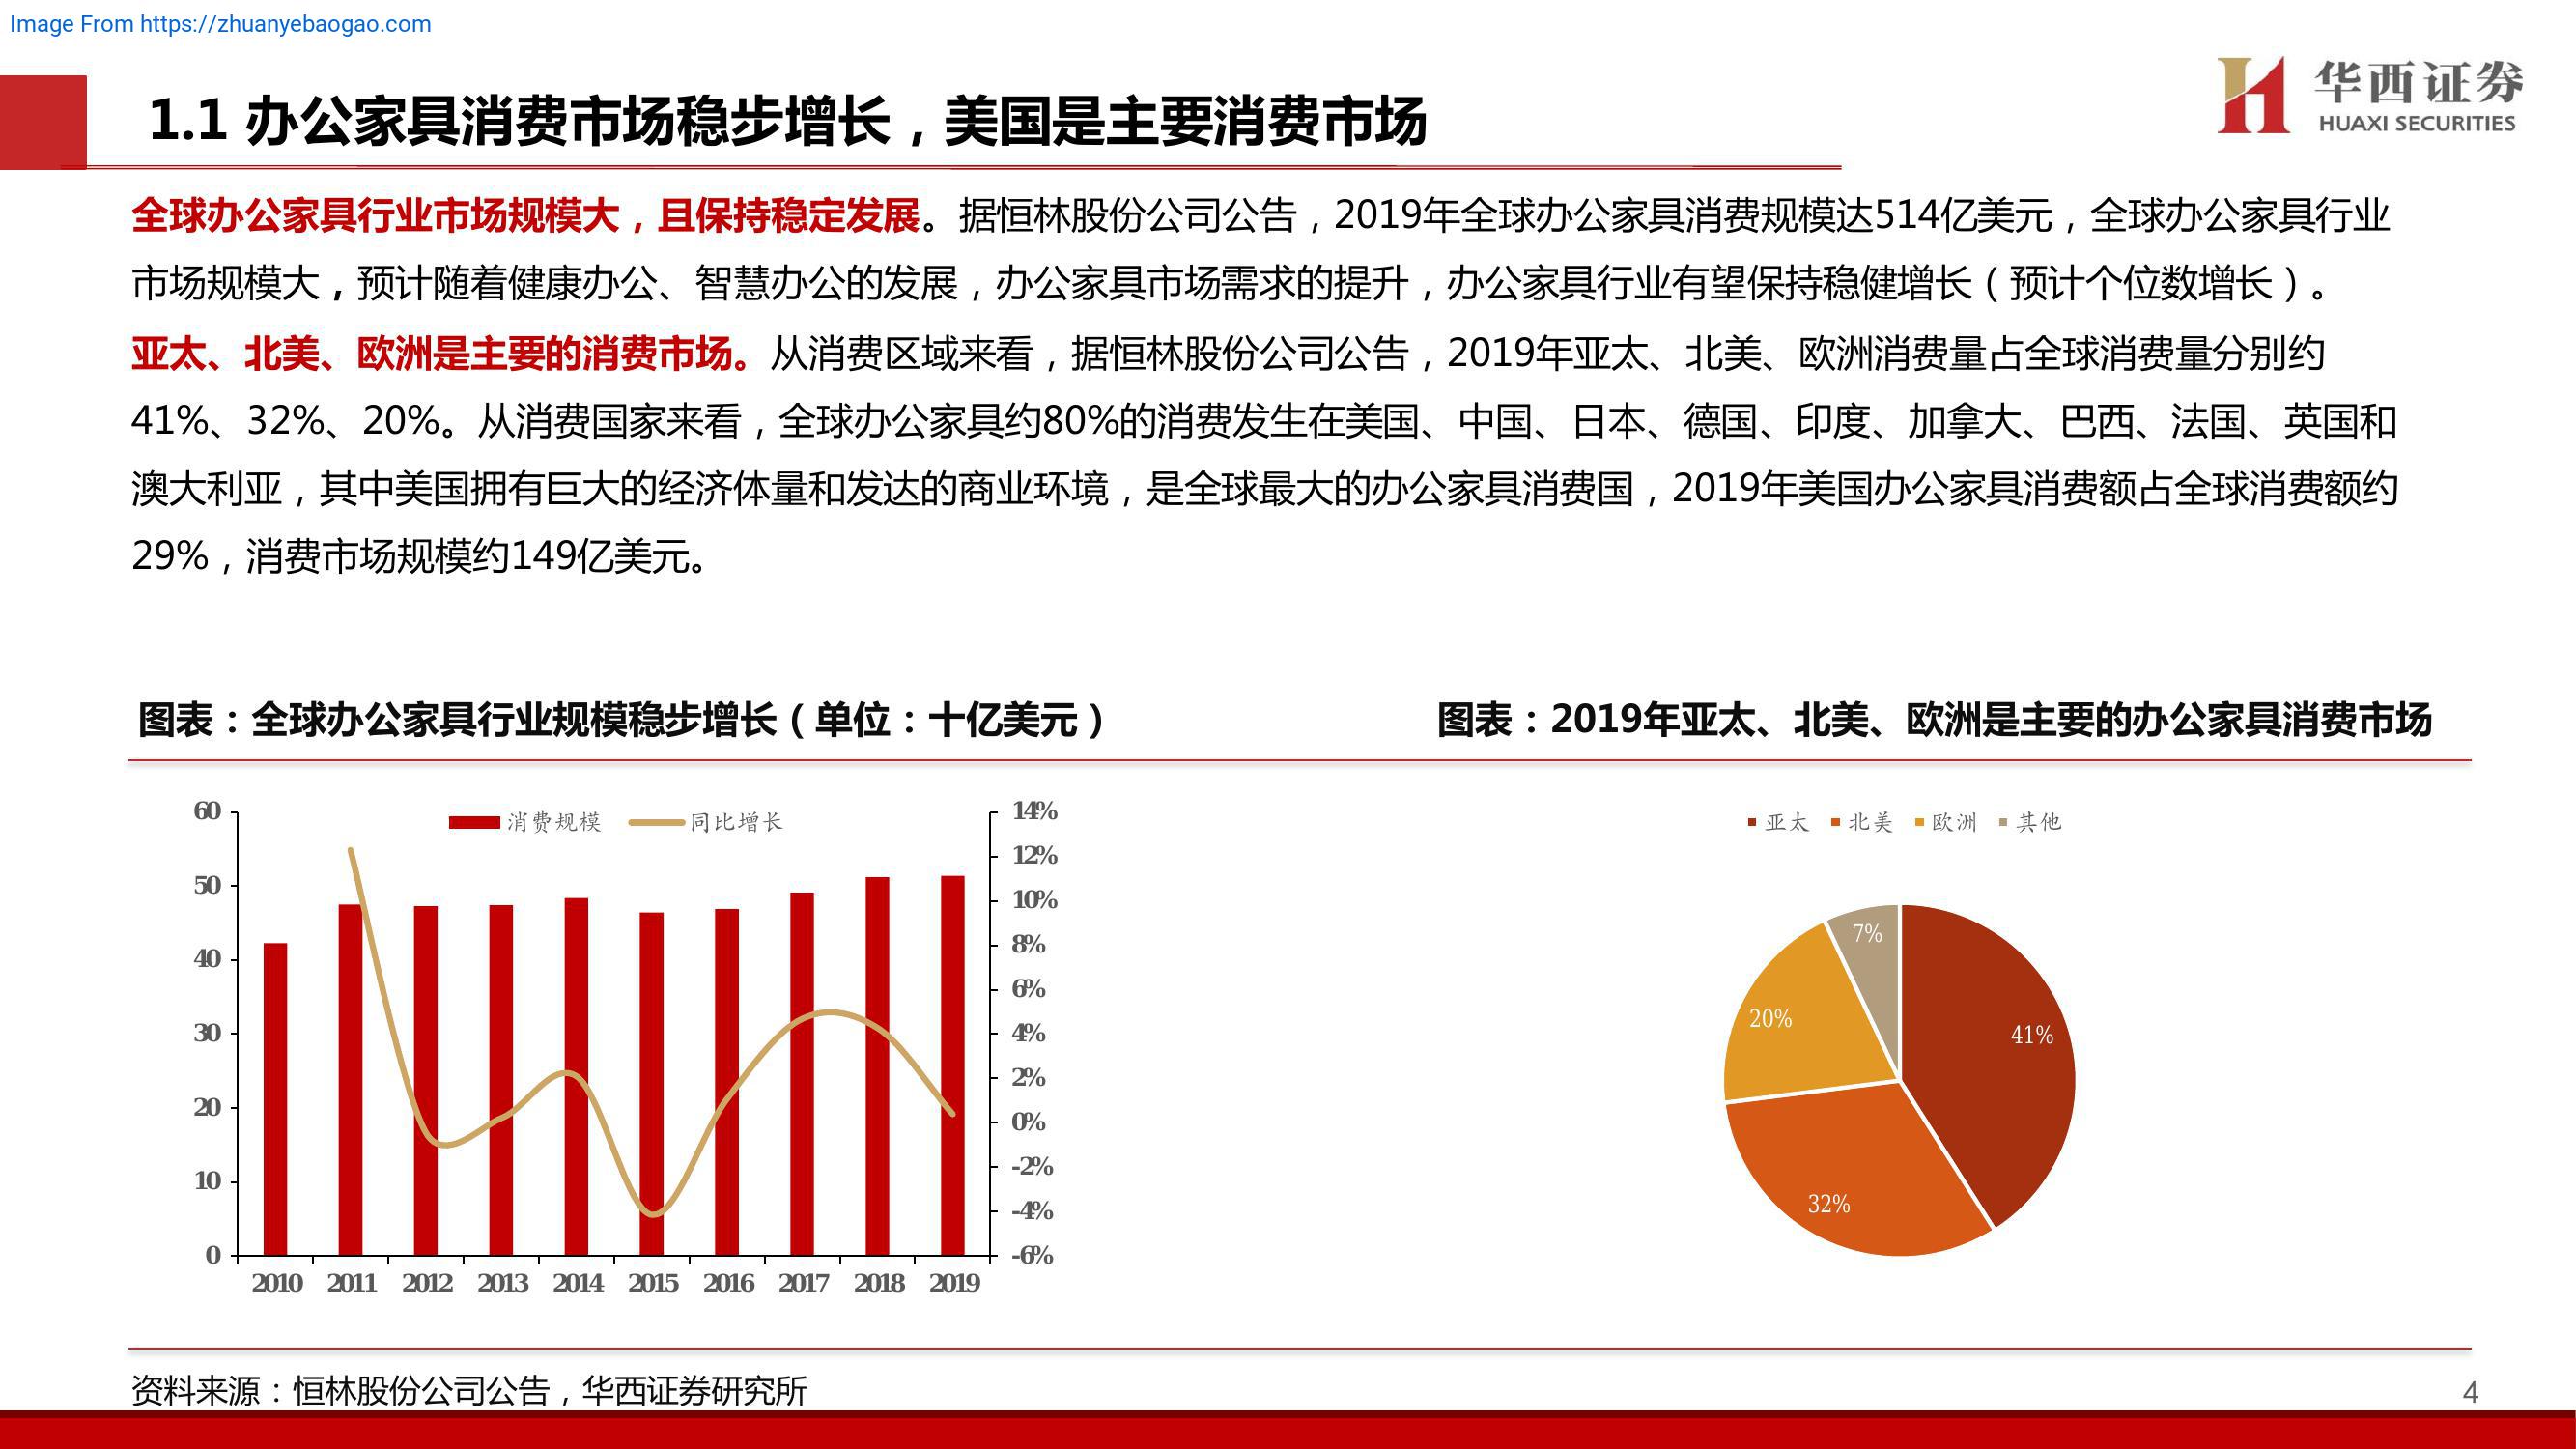 Image From https://zhuanyebaogao.com
华西证券
HUAXI SECURITIES
1.1 办公家具消费市场稳步增长，美国是主要消费市场
全球办公家具行业市场规模大，且保持稳定发展。据恒林股份公司公告，2019年全球办公家具消费规模达514亿美元，全球办公家具行业
市场规模大，预计随着健康办公、智慧办公的发展，办公家具市场需求的提升，办公家具行业有望保持稳健增长（预计个位数增长）。
亚太、北美、欧洲是主要的消费市场。从消费区域来看，据恒林股份公司公告，2019年亚太、北美、欧洲消费量占全球消费量分别约
41%、32%、20%。从消费国家来看，全球办公家具约80%的消费发生在美国、中国、日本、德国、印度、加拿大、巴西、法国、英国和
澳大利亚，其中美国拥有巨大的经济体量和发达的商业环境，是全球最大的办公家具消费国，2019年美国办公家具消费额占全球消费额约
29%，消费市场规模约149亿美元。
图表：全球办公家具行业规模稳步增长（单位：十亿美元）
60
50
40
30
20
10
0
消费规模 同比增长
14%
12%
10%
8%
6%
4%
2%
0%
-2%
-4%
-6%
2010 2011 2012 2013 2014 2015 2016 2017 2018 2019
图表：2019年亚太、北美、欧洲是主要的办公家具消费市场
亚太 北美 欧洲 其他
7%
20%
41%
32%
资料来源：恒林股份公司公告，华西证券研究所
4